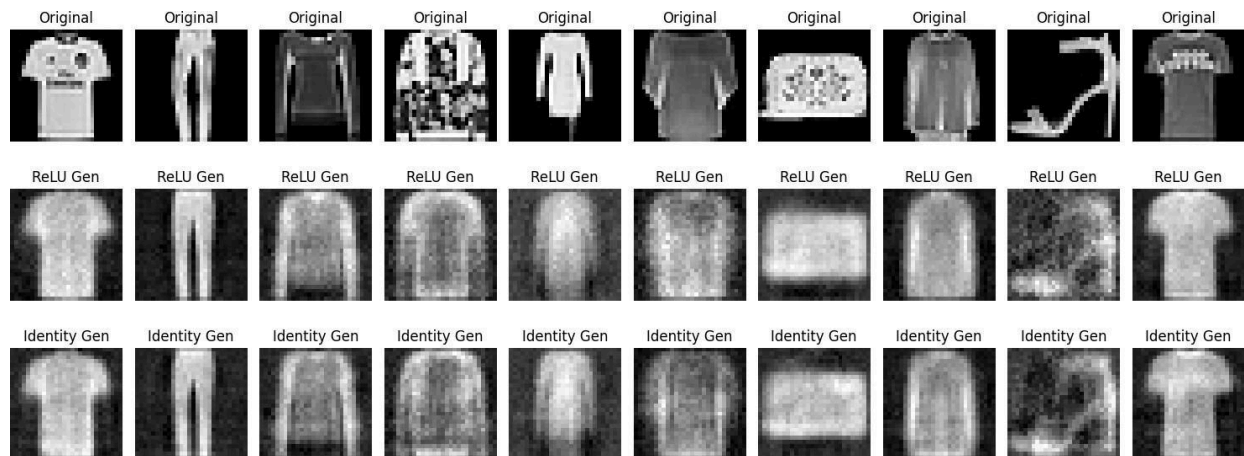 Original Original Original Original Original Original Original Original Original Original
ReLU Gen ReLU Gen ReLU Gen ReLU Gen ReLU Gen ReLU Gen ReLU Gen ReLU Gen ReLU Gen ReLU Gen
Identity Gen Identity Gen Identity Gen Identity Gen Identity Gen Identity Gen Identity Gen Identity Gen Identity Gen Identity Gen